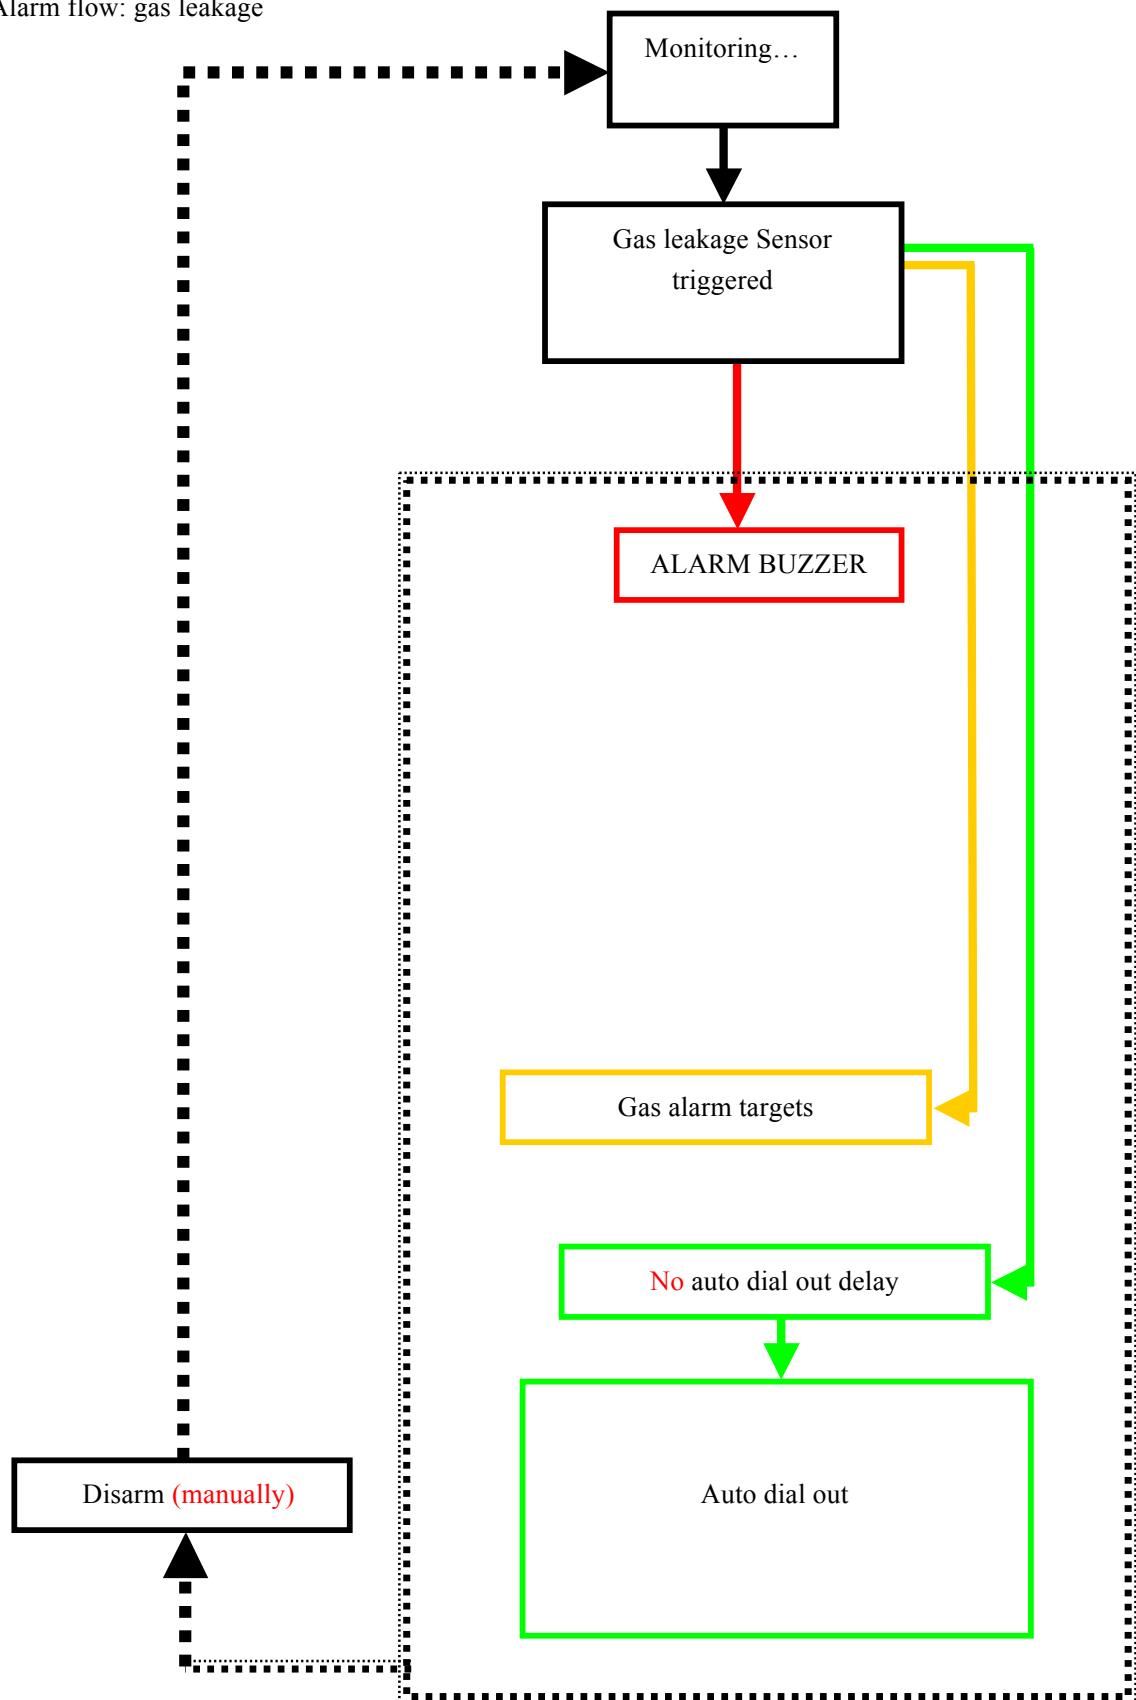 Alarm flow: gas leakage
Monitoring…
Gas leakage Sensor
triggered
ALARM BUZZER
Gas alarm targets
No auto dial out delay
Auto dial out
Disarm (manually)